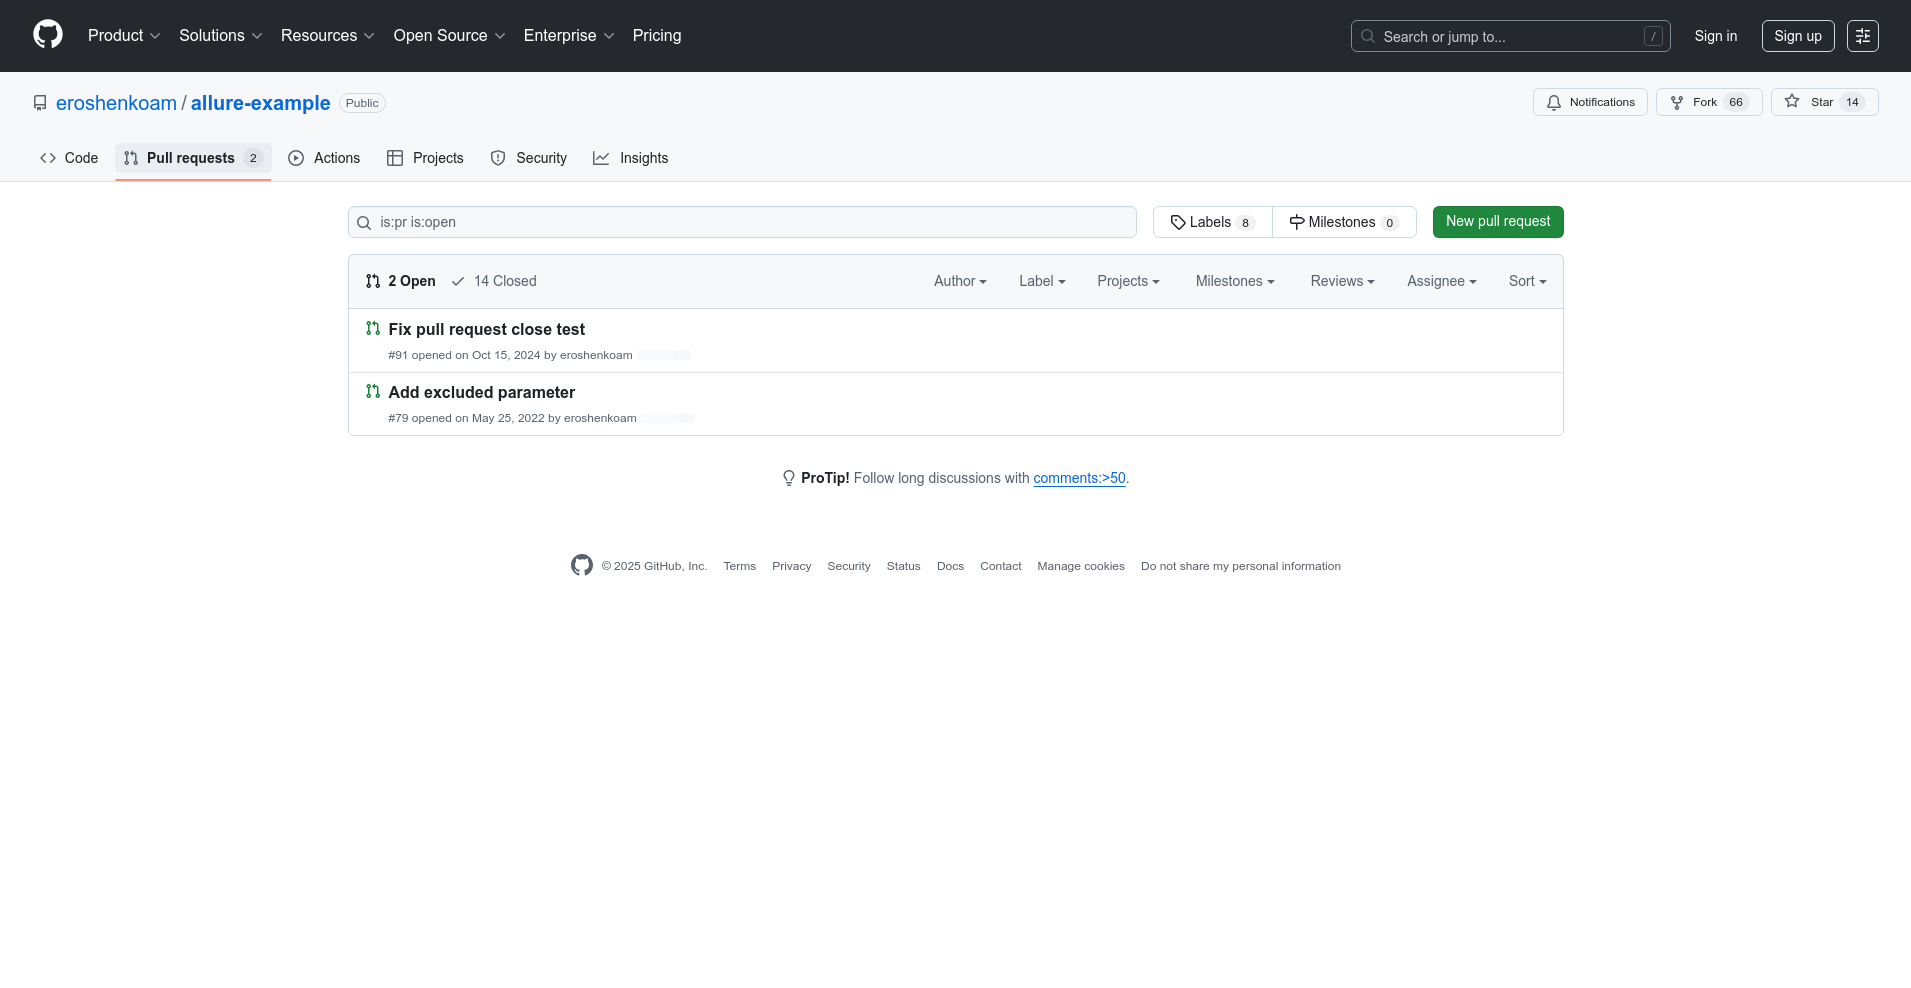 Product Solutions Resources Open Source Enterprise Pricing Search or jump to... / Sign in Sign up
eroshenkoam / allure-example Public Notifications Fork 66 Star 14
Code Pull requests 2 Actions Projects Security Insights
is:pr is:open Labels 8 Milestones 0 New pull request
2 Open 14 Closed Author Label Projects Milestones Reviews Assignee Sort
Fix pull request close test
#91 opened on Oct 15, 2024 by eroshenkoam
Add excluded parameter
#79 opened on May 25, 2022 by eroshenkoam
ProTip! Follow long discussions with comments:>50.
© 2025 GitHub, Inc. Terms Privacy Security Status Docs Contact Manage cookies Do not share my personal information